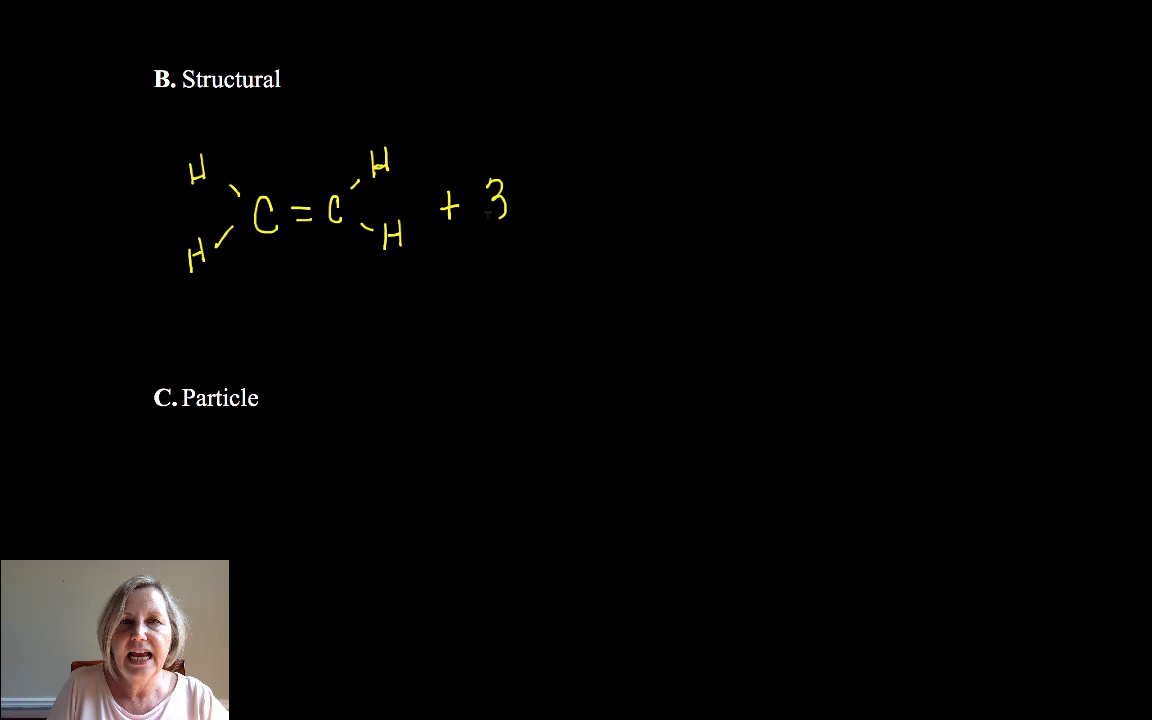 B. Structural
H H
C = C + 3
H H
C. Particle